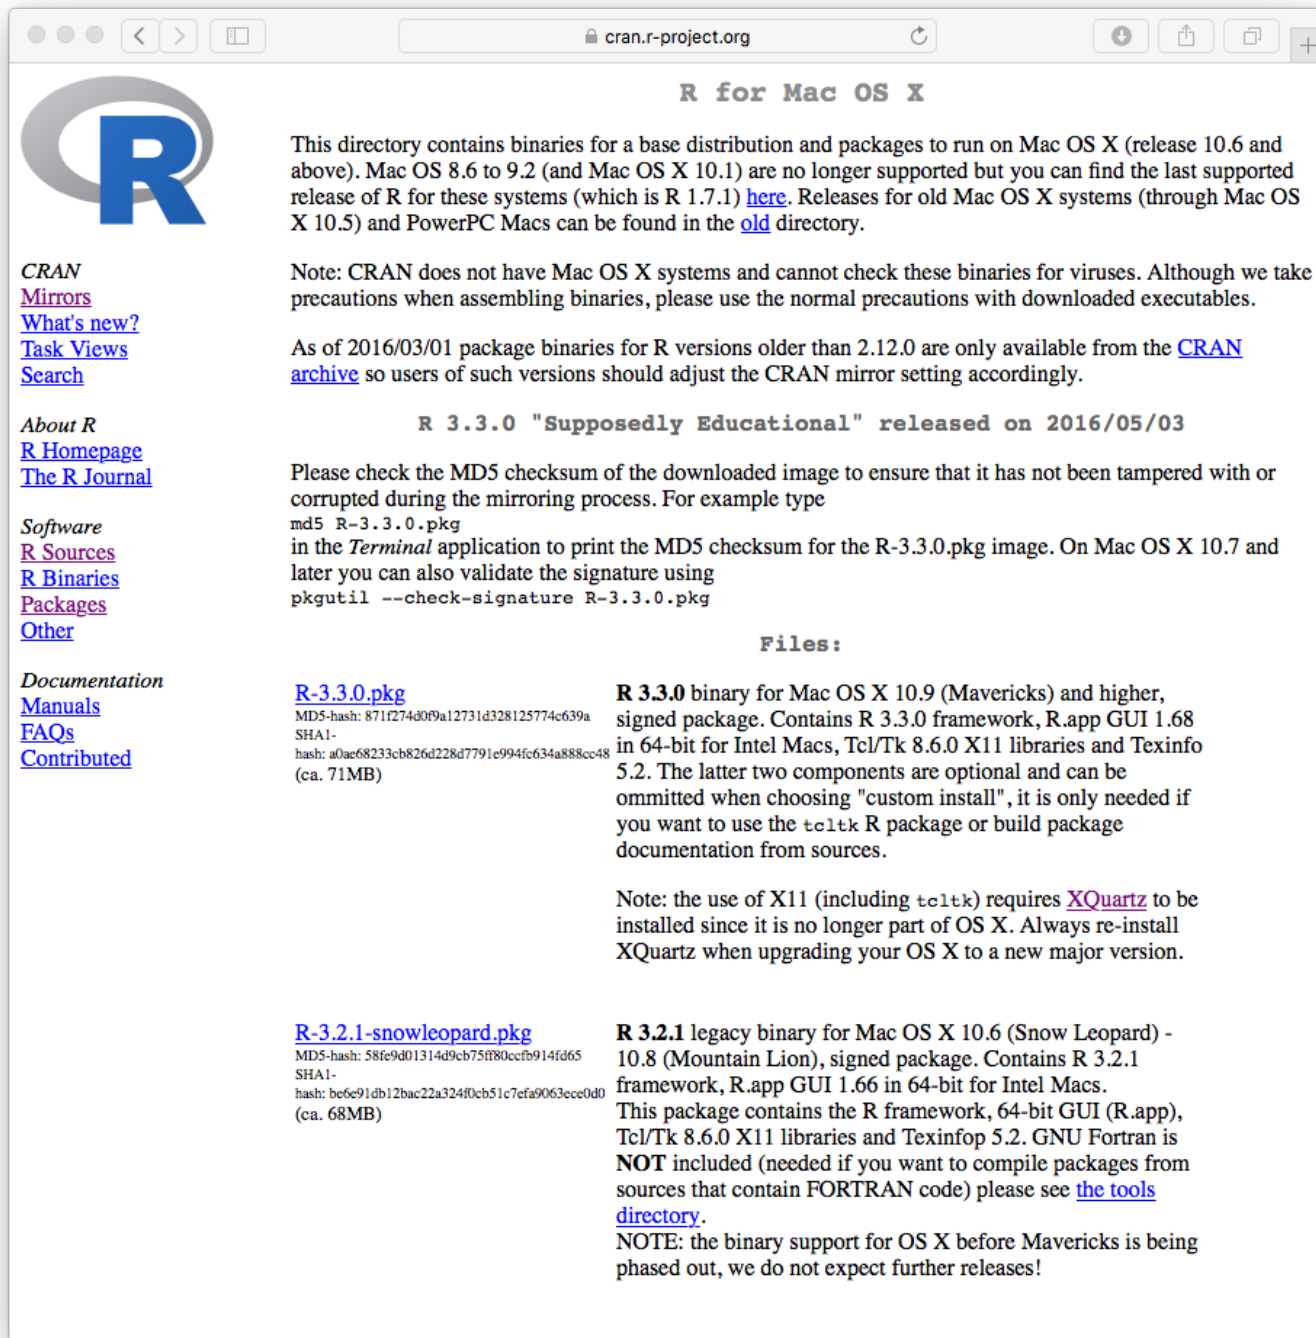 cran.r-project.org
R
CRAN
Mirrors
What's new?
Task Views
Search
About R
R Homepage
The R Journal
Software
R Sources
R Binaries
Packages
Other
Documentation
Manuals
FAQs
Contributed
R for Mac OS X
This directory contains binaries for a base distribution and packages to run on Mac OS X (release 10.6 and
above). Mac OS 8.6 to 9.2 (and Mac OS X 10.1) are no longer supported but you can find the last supported
release of R for these systems (which is R 1.7.1) here. Releases for old Mac OS X systems (through Mac OS
X 10.5) and PowerPC Macs can be found in the old directory.
Note: CRAN does not have Mac OS X systems and cannot check these binaries for viruses. Although we take
precautions when assembling binaries, please use the normal precautions with downloaded executables.
As of 2016/03/01 package binaries for R versions older than 2.12.0 are only available from the CRAN
archive so users of such versions should adjust the CRAN mirror setting accordingly.
R 3.3.0 "Supposedly Educational" released on 2016/05/03
Please check the MD5 checksum of the downloaded image to ensure that it has not been tampered with or
corrupted during the mirroring process. For example type
md5 R-3.3.0.pkg
in the Terminal application to print the MD5 checksum for the R-3.3.0.pkg image. On Mac OS X 10.7 and
later you can also validate the signature using
pkgutil --check-signature R-3.3.0.pkg
Files:
R-3.3.0.pkg
MD5-hash: 871f274d0f9a12731d328125774c639a
SHA1-
hash: a0ae68233cb826d228d7791e994fc634a888cc48
(ca. 71MB)
R 3.3.0 binary for Mac OS X 10.9 (Mavericks) and higher,
signed package. Contains R 3.3.0 framework, R.app GUI 1.68
in 64-bit for Intel Macs, Tcl/Tk 8.6.0 X11 libraries and Texinfo
5.2. The latter two components are optional and can be
ommitted when choosing "custom install", it is only needed if
you want to use the tcltk R package or build package
documentation from sources.
Note: the use of X11 (including tcltk) requires XQuartz to be
installed since it is no longer part of OS X. Always re-install
XQuartz when upgrading your OS X to a new major version.
R-3.2.1-snowleopard.pkg
MD5-hash: 58fe9d01314d9cb75ff80ccfb914fd65
SHA1-
hash: be6e91db12bac22a324f0cb51c7efa9063ece0d0
(ca. 68MB)
R 3.2.1 legacy binary for Mac OS X 10.6 (Snow Leopard) -
10.8 (Mountain Lion), signed package. Contains R 3.2.1
framework, R.app GUI 1.66 in 64-bit for Intel Macs.
This package contains the R framework, 64-bit GUI (R.app),
Tcl/Tk 8.6.0 X11 libraries and Texinfop 5.2. GNU Fortran is
NOT included (needed if you want to compile packages from
sources that contain FORTRAN code) please see the tools
directory.
NOTE: the binary support for OS X before Mavericks is being
phased out, we do not expect further releases!